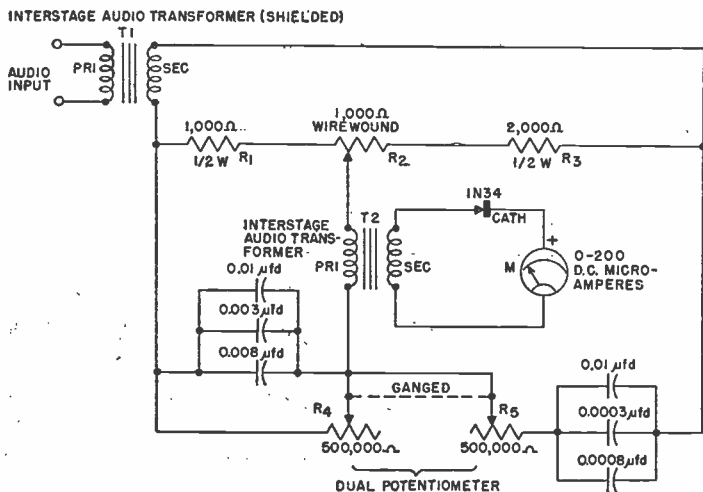 INTERSTAGE AUDIO TRANSFORMER (SHIELDED)
T1
AUDIO INPUT
PRI
SEC
1,000Ω
1/2 W
R1
1,000Ω
WIREWOUND
R2
2,000Ω
1/2 W
R3
INTERSTAGE
AUDIO TRANS-
FORMER
T2
PRI
SEC
1N34
CATH
+
M
0-200
D.C. MICRO-
AMPERES
0.01 µfd
0.003 µfd
0.008 µfd
GANGED
R4
500,000Ω
R5
500,000Ω
0.01 µfd
0.0003 µfd
0.0008 µfd
DUAL POTENTIOMETER